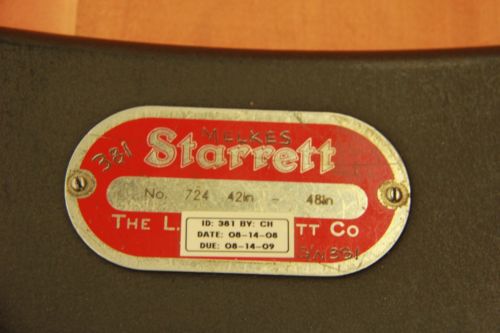 MELKES
381 Starrett
No. 724 42in - 48in
THE L. TT CO
ID: 381 BY: CH
DATE: 08-14-08
DUE: 08-14-09
S/N 381